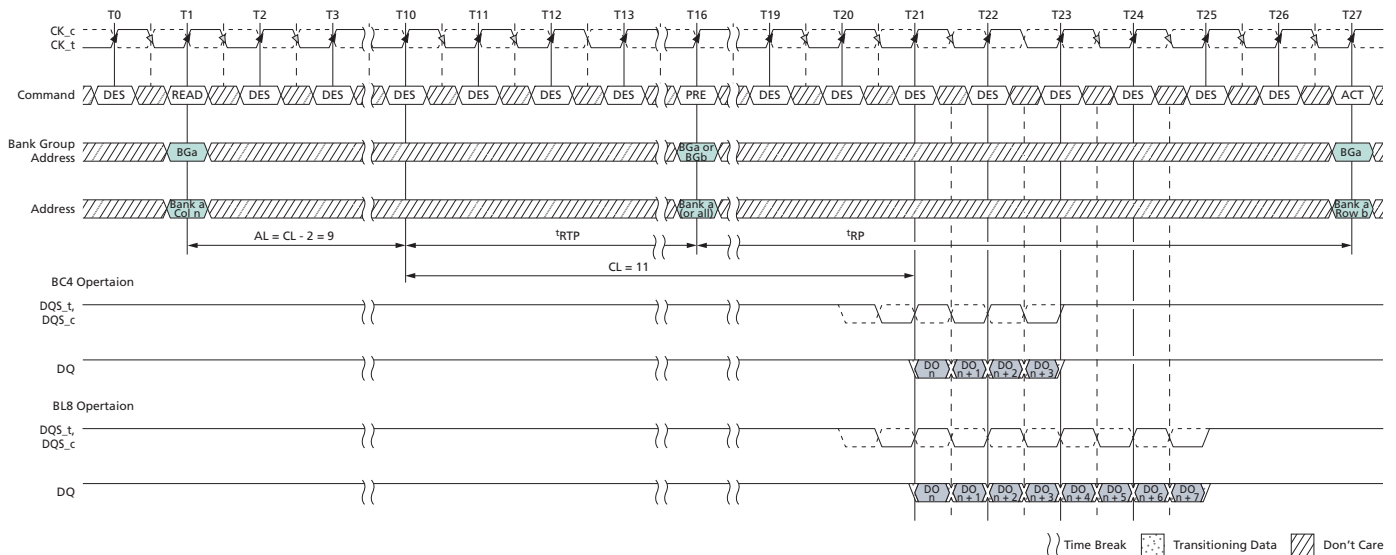 T0 T1 T2 T3 T10 T11 T12 T13 T16 T19 T20 T21 T22 T23 T24 T25 T26 T27
CK_c
CK_t
Command DES READ DES DES DES DES DES DES PRE DES DES DES DES DES DES DES DES ACT
Bank Group
Address
BGa
BGa or
BGb
BGa
Address
Bank a
Col n
Bank a
(or all)
Bank a
Row b
AL = CL - 2 = 9 tRTP tRP
CL = 11
BC4 Opertaion
DQS_t,
DQS_c
DQ
DO
n
DO
n + 1
DO
n + 2
DO
n + 3
BL8 Opertaion
DQS_t,
DQS_c
DQ
DO
n
DO
n + 1
DO
n + 2
DO
n + 3
DO
n + 4
DO
n + 5
DO
n + 6
DO
n + 7
Time Break Transitioning Data Don't Care